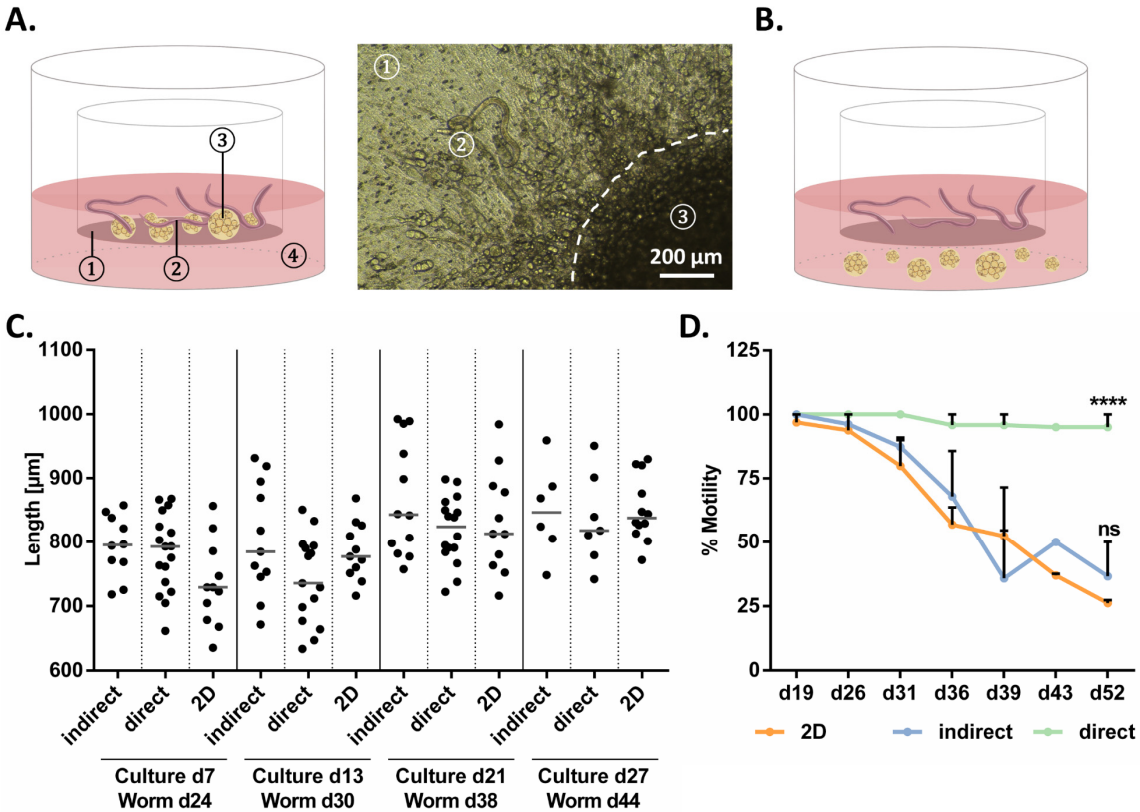 A.
B.
③
①
②
④
①
②
③
200 µm
C.
D.
Length [µm]
1100
1000
900
800
700
600
indirect
direct
2D
indirect
direct
2D
indirect
direct
2D
indirect
direct
2D
Culture d7
Worm d24
Culture d13
Worm d30
Culture d21
Worm d38
Culture d27
Worm d44
% Motility
125
100
75
50
25
0
****
ns
d19 d26 d31 d36 d39 d43 d52
2D indirect direct